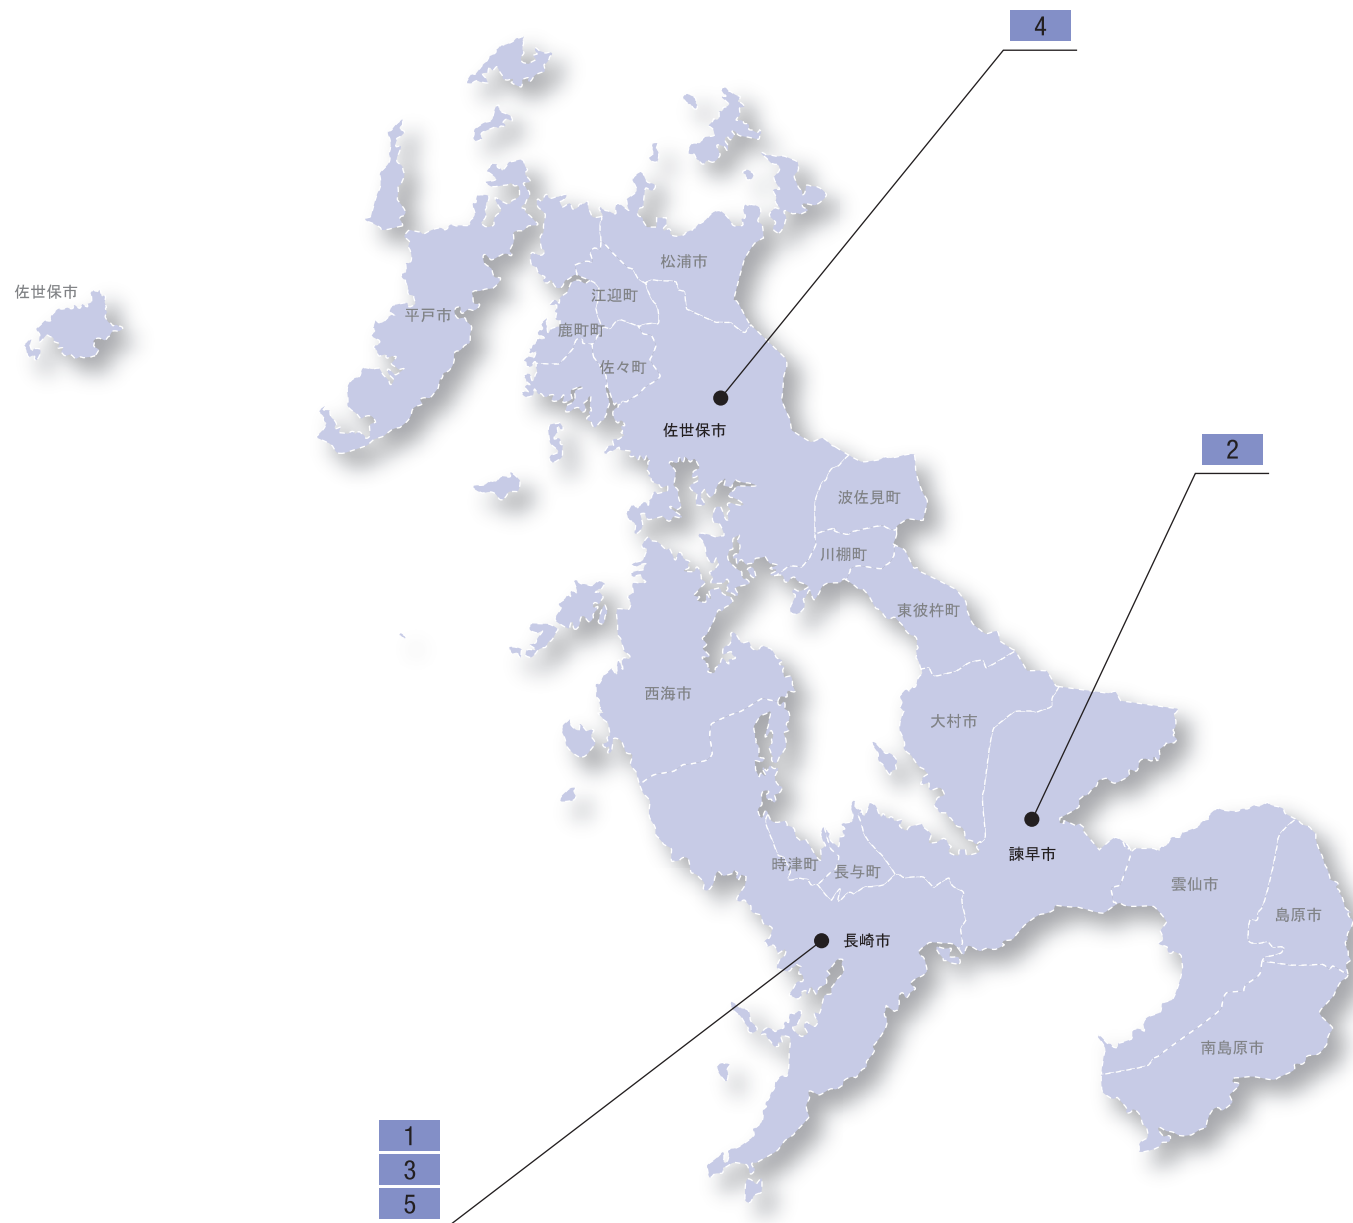 4
松浦市
佐世保市
江迎町
平戸市
鹿町町
佐々町
佐世保市
2
波佐見町
川棚町
東彼杵町
西海市
大村市
諫早市
時津町
長与町
雲仙市
島原市
長崎市
南島原市
1
3
5